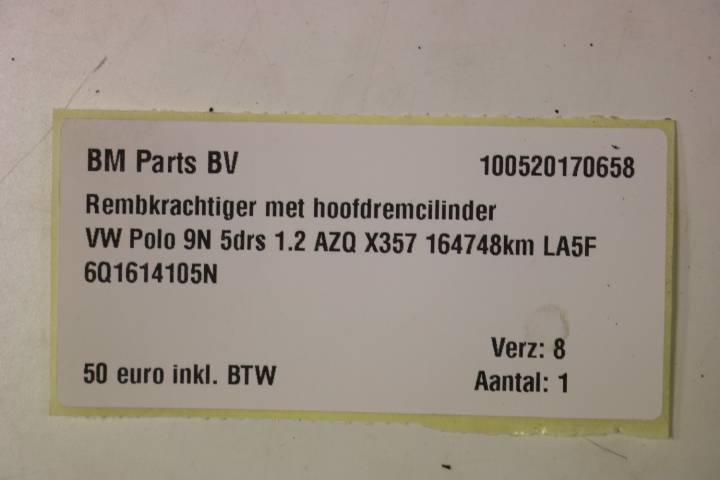 BM Parts BV 100520170658
Rembkrachtiger met hoofdremcilinder
VW Polo 9N 5drs 1.2 AZQ X357 164748km LA5F
6Q1614105N
Verz: 8
50 euro inkl. BTW Aantal: 1